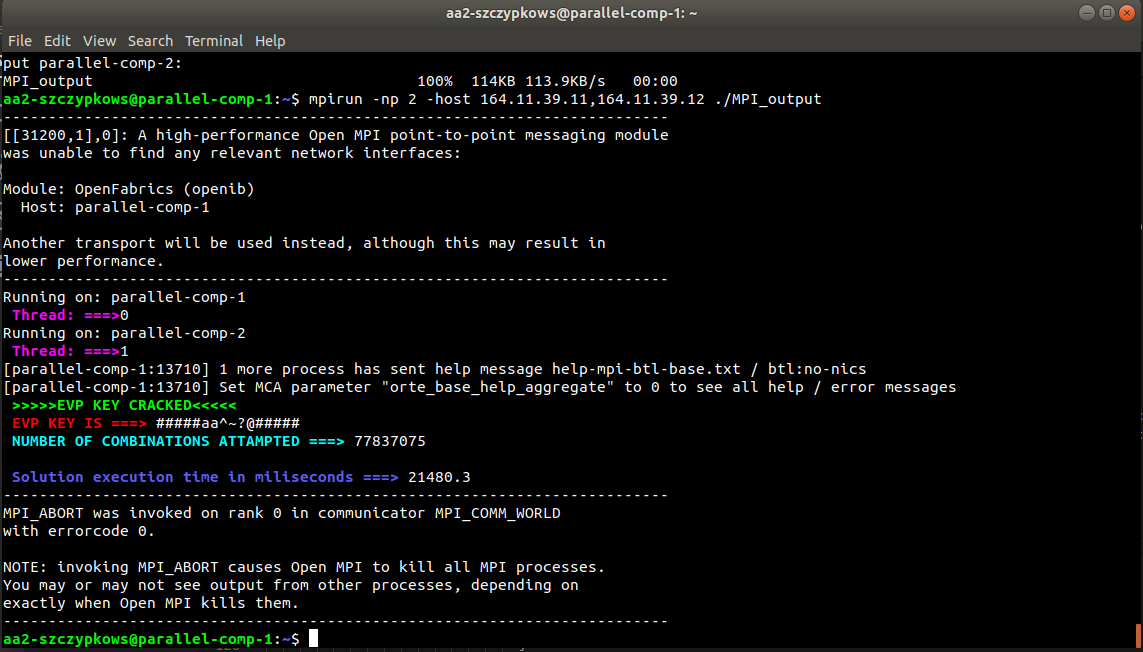 aa2-szczypkows@parallel-comp-1: ~
File Edit View Search Terminal Help
put parallel-comp-2:
MPI_output 100% 114KB 113.9KB/s 00:00
aa2-szczypkows@parallel-comp-1:~$ mpirun -np 2 -host 164.11.39.11,164.11.39.12 ./MPI_output
--------------------------------------------------------------------------
[[31200,1],0]: A high-performance Open MPI point-to-point messaging module
was unable to find any relevant network interfaces:
Module: OpenFabrics (openib)
Host: parallel-comp-1
Another transport will be used instead, although this may result in
lower performance.
--------------------------------------------------------------------------
Running on: parallel-comp-1
Thread: ===>0
Running on: parallel-comp-2
Thread: ===>1
[parallel-comp-1:13710] 1 more process has sent help message help-mpi-btl-base.txt / btl:no-nics
[parallel-comp-1:13710] Set MCA parameter "orte_base_help_aggregate" to 0 to see all help / error messages
>>>>>EVP KEY CRACKED<<<<<
EVP KEY IS ===> #####aa^~?@#####
NUMBER OF COMBINATIONS ATTAMPTED ===> 77837075
Solution execution time in miliseconds ===> 21480.3
--------------------------------------------------------------------------
MPI_ABORT was invoked on rank 0 in communicator MPI_COMM_WORLD
with errorcode 0.
NOTE: invoking MPI_ABORT causes Open MPI to kill all MPI processes.
You may or may not see output from other processes, depending on
exactly when Open MPI kills them.
--------------------------------------------------------------------------
aa2-szczypkows@parallel-comp-1:~$